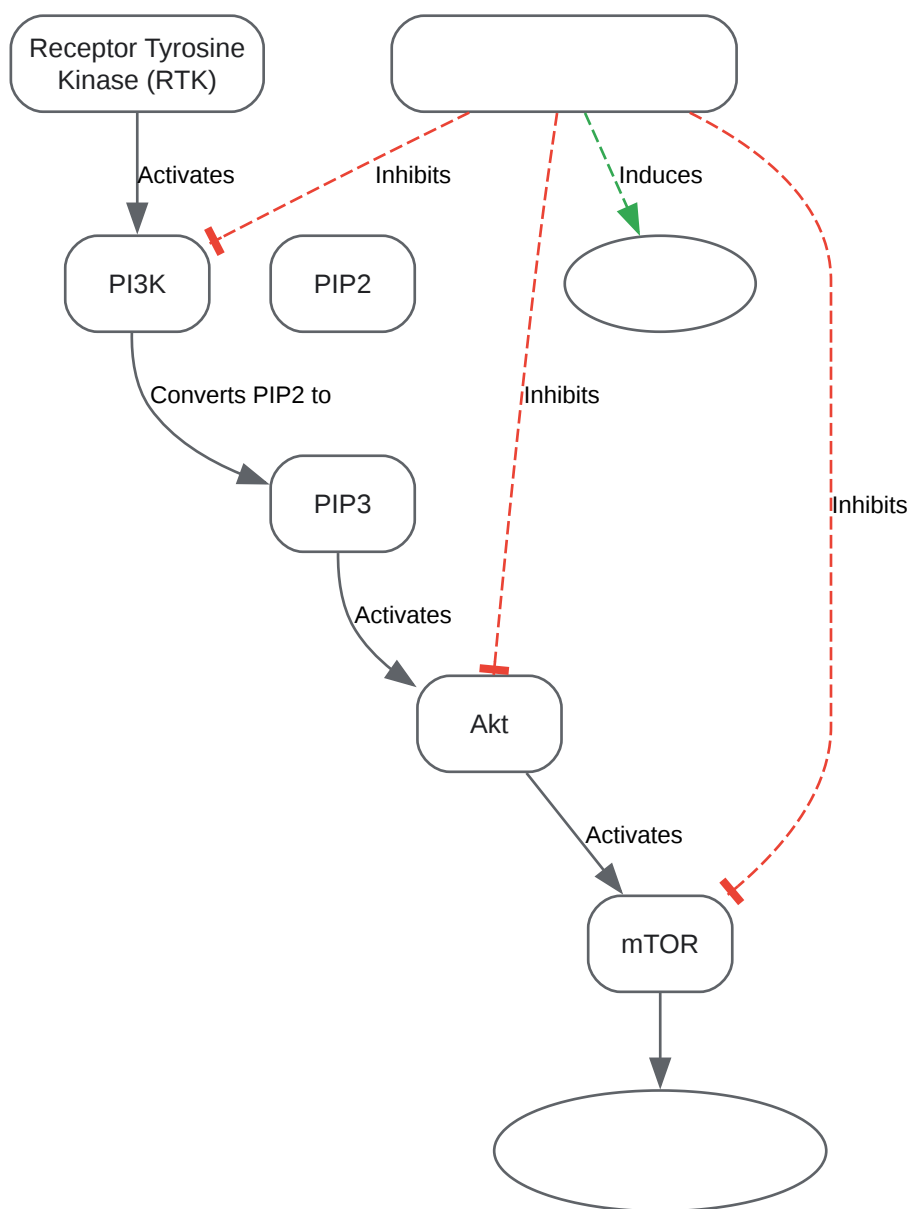 Receptor Tyrosine
Kinase (RTK)
Activates
Inhibits
Induces
PI3K
PIP2
Converts PIP2 to
Inhibits
PIP3
Inhibits
Activates
Akt
Activates
mTOR